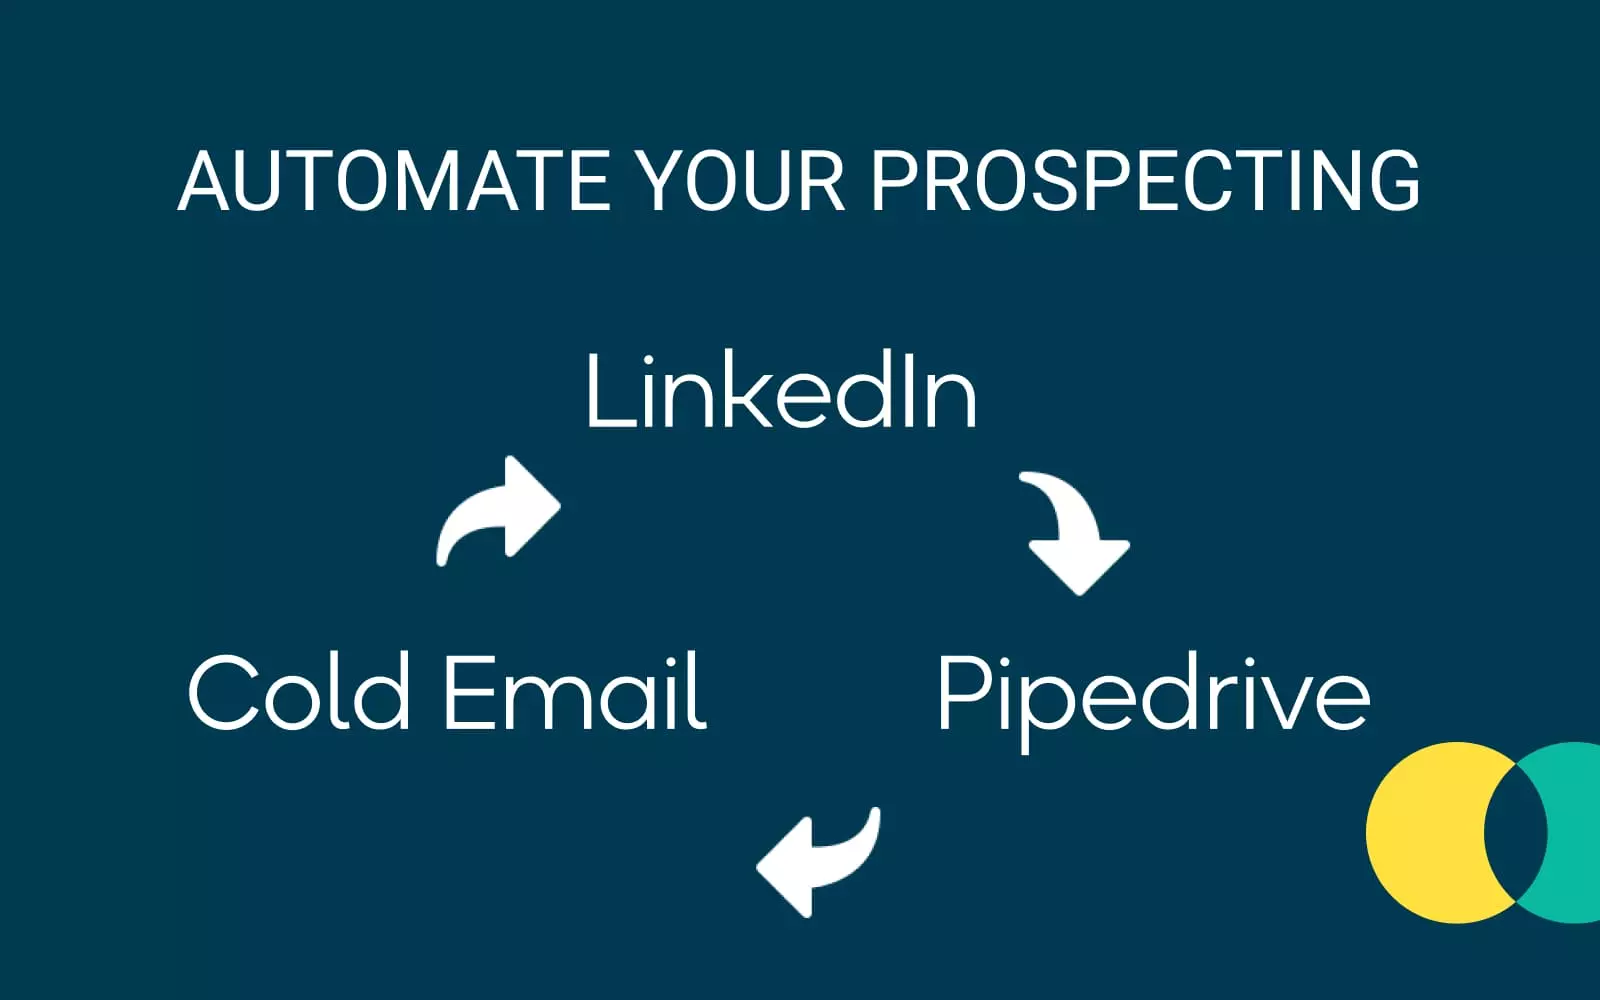 AUTOMATE YOUR PROSPECTING
LinkedIn
Cold Email
Pipedrive